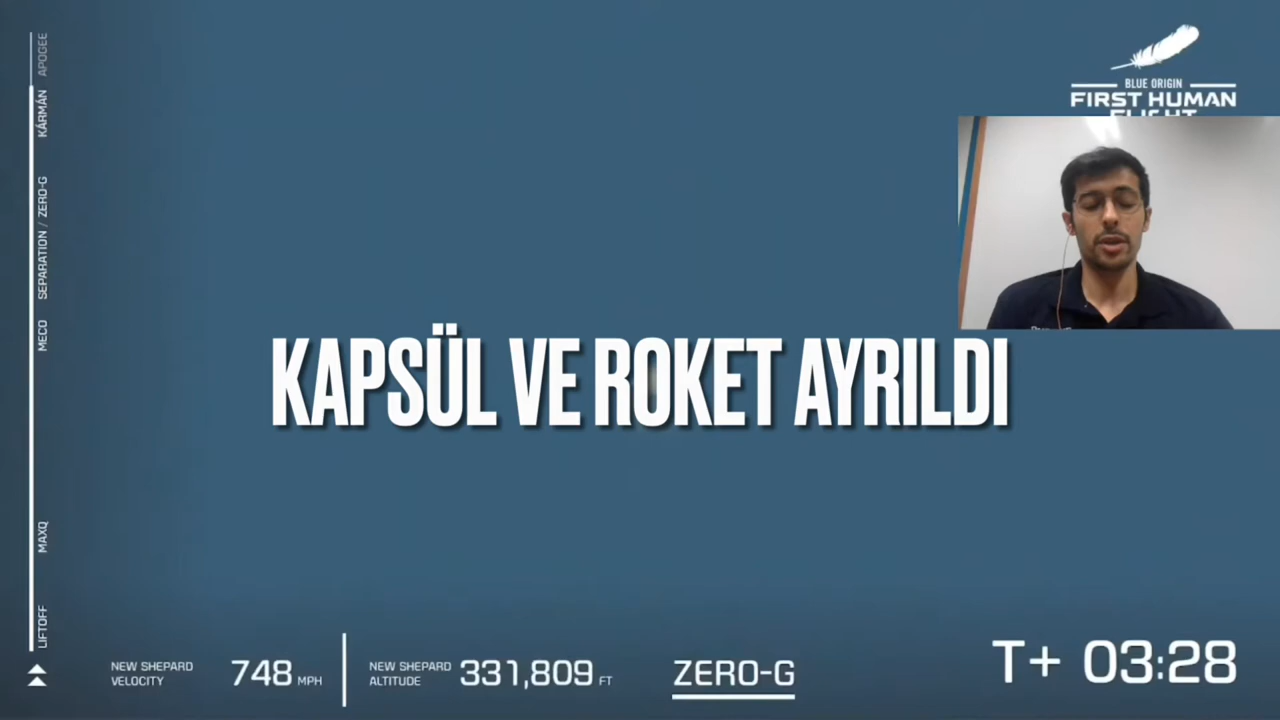 BLUE ORIGIN
FIRST HUMAN
FLIGHT
APOGEE
KÁRMÁN
SEPARATION / ZERO-G
MECO
MAXQ
LIFTOFF
KAPSÜL VE ROKET AYRILDI
NEW SHEPARD
VELOCITY
748 MPH
NEW SHEPARD
ALTITUDE
331,809 FT
ZERO-G
T+ 03:28